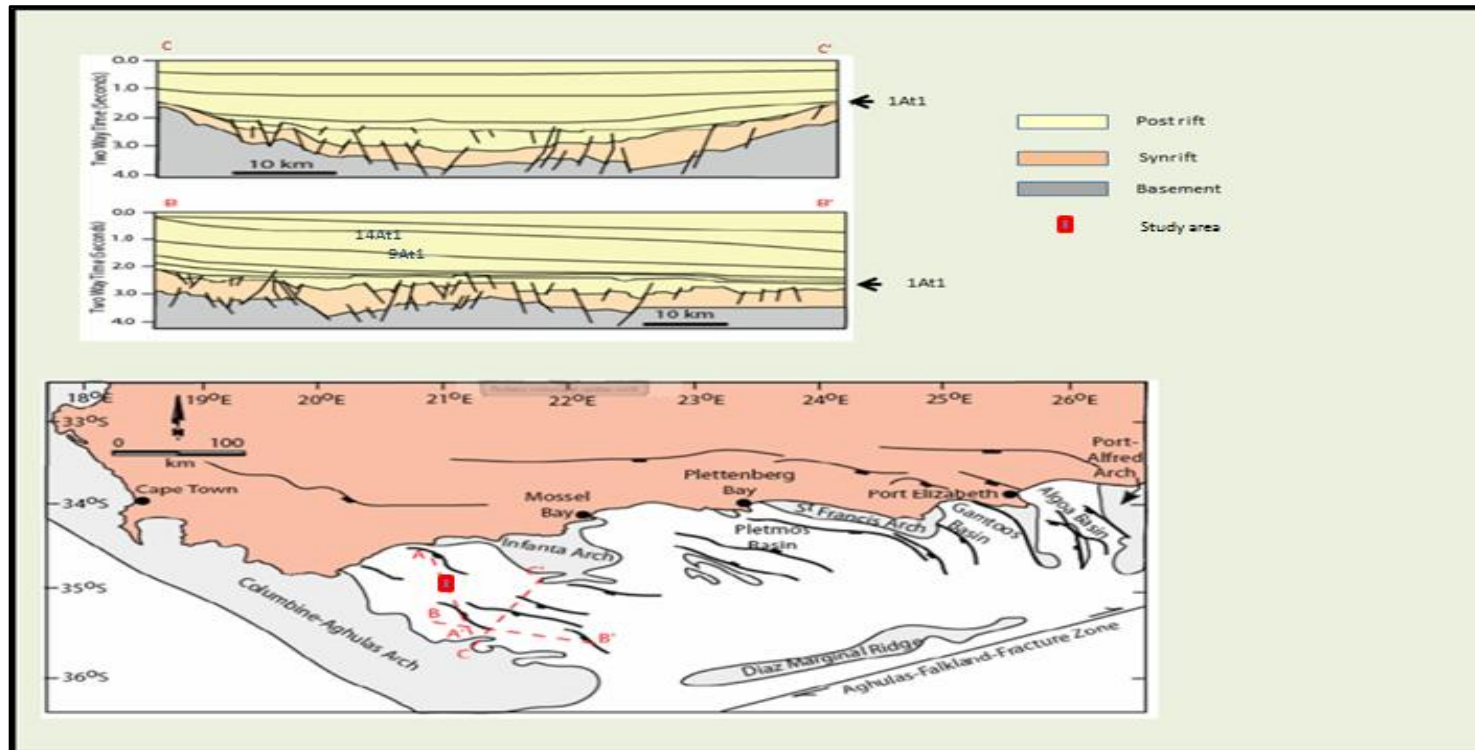 C C'
0.0
1.0
2.0
3.0
4.0
Two Way Time (Seconds)
10 km
1At1
B B'
0.0
1.0
2.0
3.0
4.0
Two Way Time (Seconds)
14At1
9At1
10 km
1At1
Post rift
Synrift
Basement
Study area
18°E 19°E 20°E 21°E 22°E 23°E 24°E 25°E 26°E
33°S
34°S
35°S
36°S
0 100
km
Cape Town
Mossel
Bay
Plettenberg
Bay
Port Elizabeth
Port-
Alfred
Arch
Infanta Arch
Pletmos
Basin
St Francis Arch
Gamtoos
Basin
Algoa Basin
A
C'
B
A'
C
B'
Columbine-Aghulas Arch
Diaz Marginal Ridge
Aghulas-Falkland-Fracture Zone